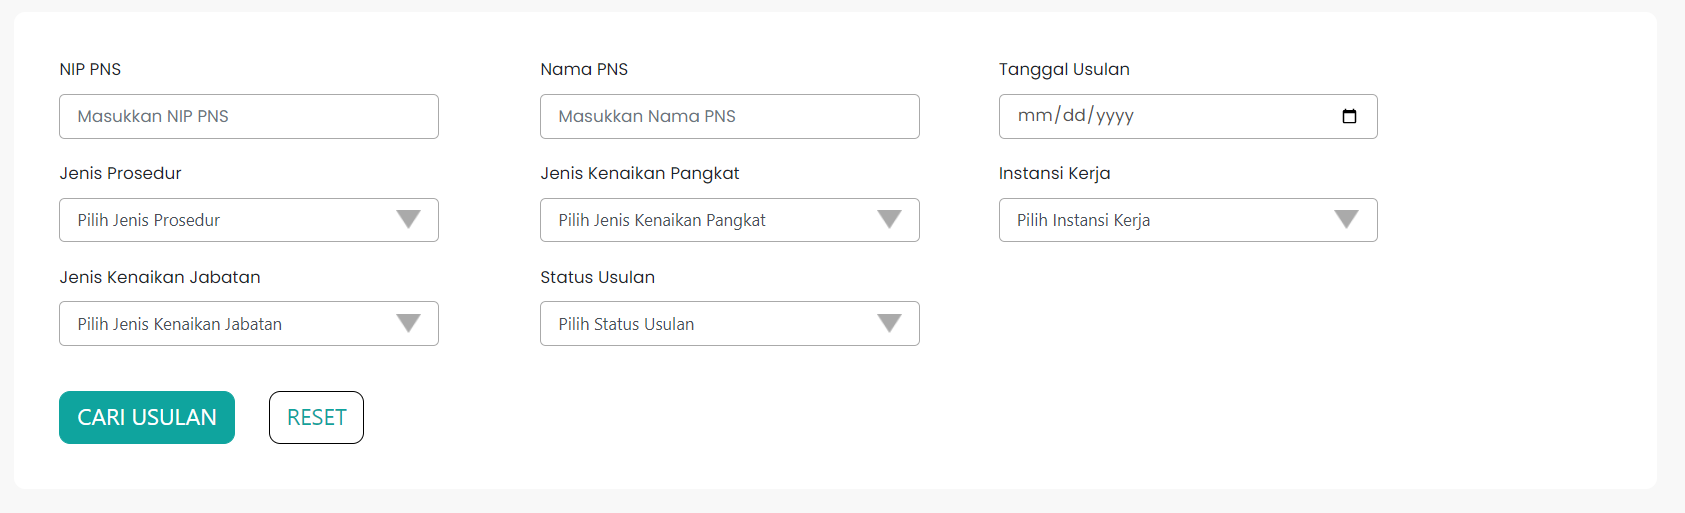 NIP PNS
Nama PNS
Tanggal Usulan
Masukkan NIP PNS
Masukkan Nama PNS
mm/dd/yyyy
Jenis Prosedur
Jenis Kenaikan Pangkat
Instansi Kerja
Pilih Jenis Prosedur
Pilih Jenis Kenaikan Pangkat
Pilih Instansi Kerja
Jenis Kenaikan Jabatan
Status Usulan
Pilih Jenis Kenaikan Jabatan
Pilih Status Usulan
CARI USULAN
RESET